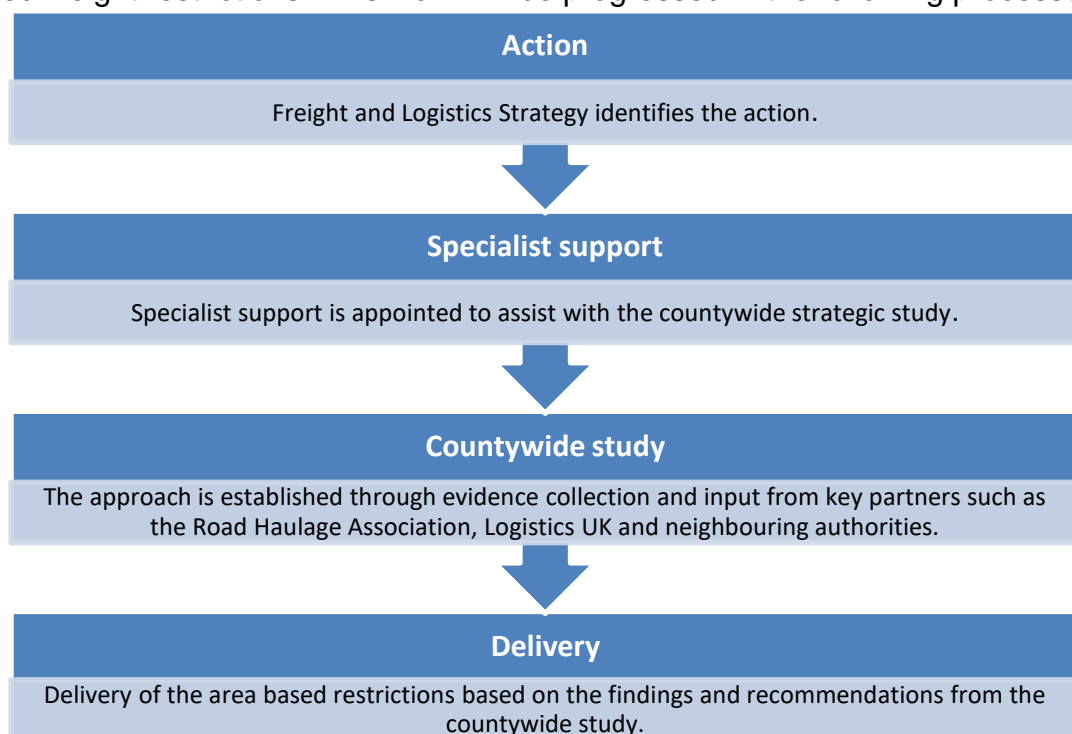 Action
Freight and Logistics Strategy identifies the action.
Specialist support
Specialist support is appointed to assist with the countywide strategic study.
Countywide study
The approach is established through evidence collection and input from key partners such as
the Road Haulage Association, Logistics UK and neighbouring authorities.
Delivery
Delivery of the area based restrictions based on the findings and recommendations from the
countywide study.